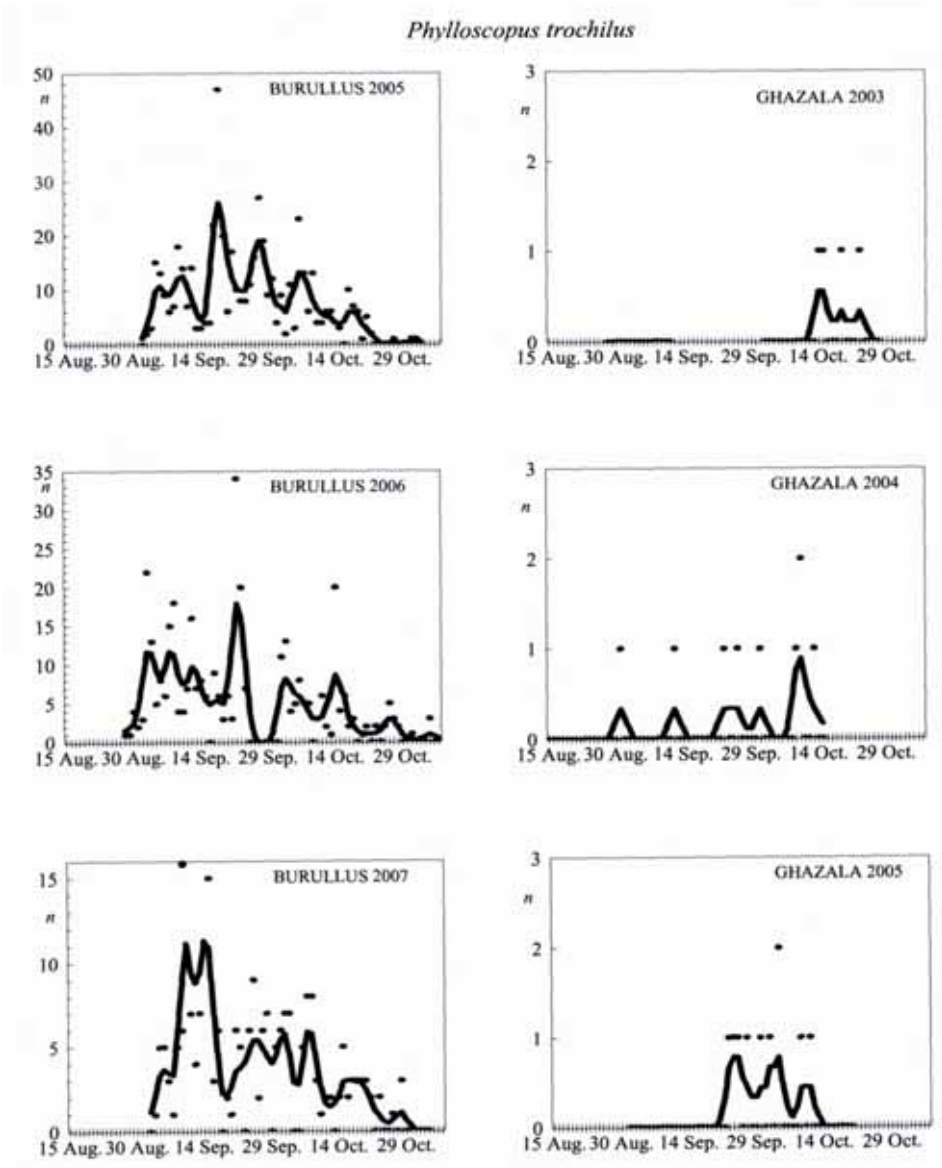 Phylloscopus trochilus
BURULLUS 2005
50
n
40
30
20
10
0
15 Aug. 30 Aug. 14 Sep. 29 Sep. 14 Oct. 29 Oct.
GHAZALA 2003
3
n
2
1
0
15 Aug. 30 Aug. 14 Sep. 29 Sep. 14 Oct. 29 Oct.
BURULLUS 2006
35
n
30
25
20
15
10
5
0
15 Aug. 30 Aug. 14 Sep. 29 Sep. 14 Oct. 29 Oct.
GHAZALA 2004
3
n
2
1
0
15 Aug. 30 Aug. 14 Sep. 29 Sep. 14 Oct. 29 Oct.
BURULLUS 2007
15
n
10
5
0
15 Aug. 30 Aug. 14 Sep. 29 Sep. 14 Oct. 29 Oct.
GHAZALA 2005
3
n
2
1
0
15 Aug. 30 Aug. 14 Sep. 29 Sep. 14 Oct. 29 Oct.